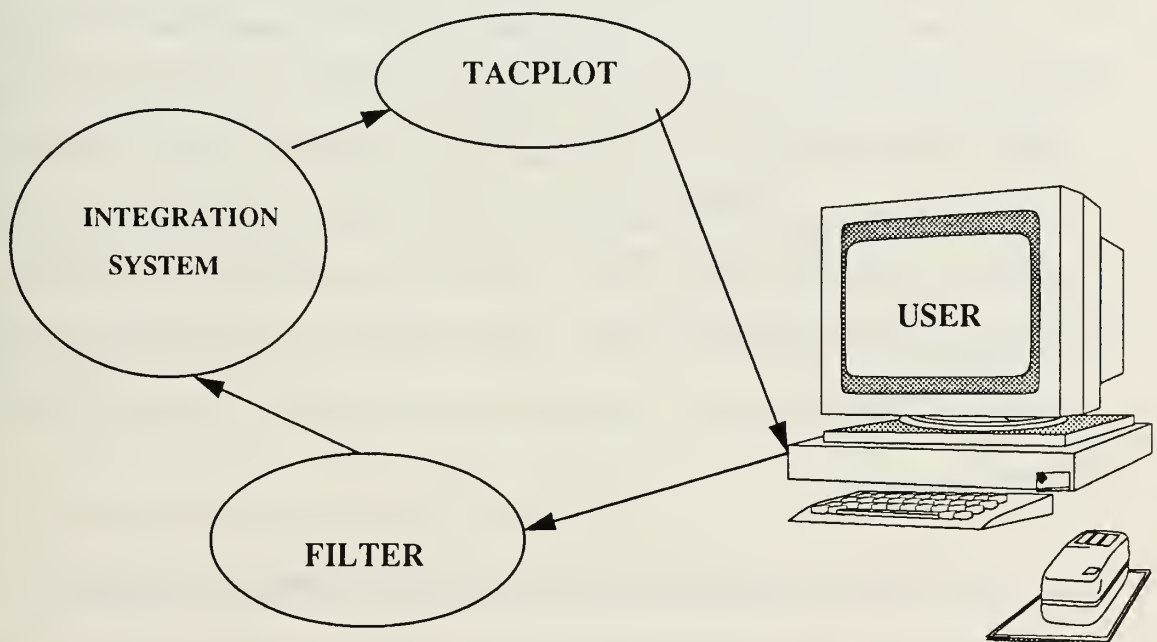 TACPLOT
INTEGRATION
SYSTEM
USER
FILTER